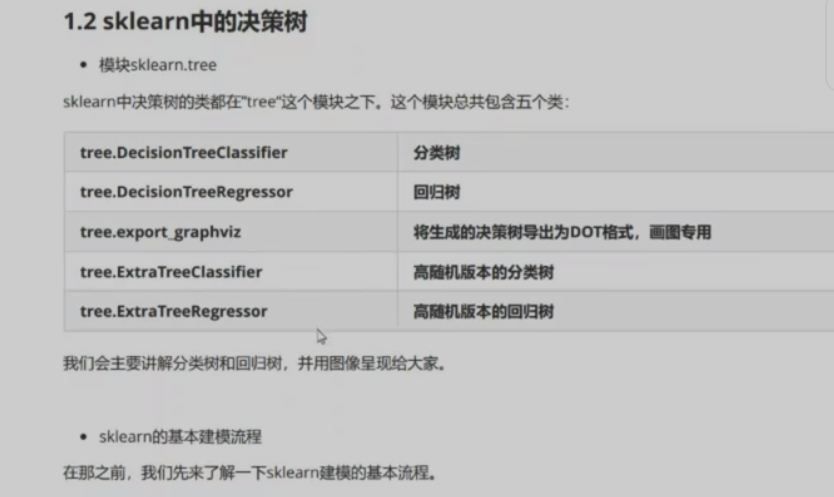 1.2 sklearn中的决策树
模块sklearn.tree
sklearn中决策树的类都在"tree"这个模块之下。这个模块总共包含五个类：
tree.DecisionTreeClassifier 分类树
tree.DecisionTreeRegressor 回归树
tree.export_graphviz 将生成的决策树导出为DOT格式，画图专用
tree.ExtraTreeClassifier 高随机版本的分类树
tree.ExtraTreeRegressor 高随机版本的回归树
我们会主要讲解分类树和回归树，并用图像呈现给大家。
sklearn的基本建模流程
在那之前，我们先来了解一下sklearn建模的基本流程。